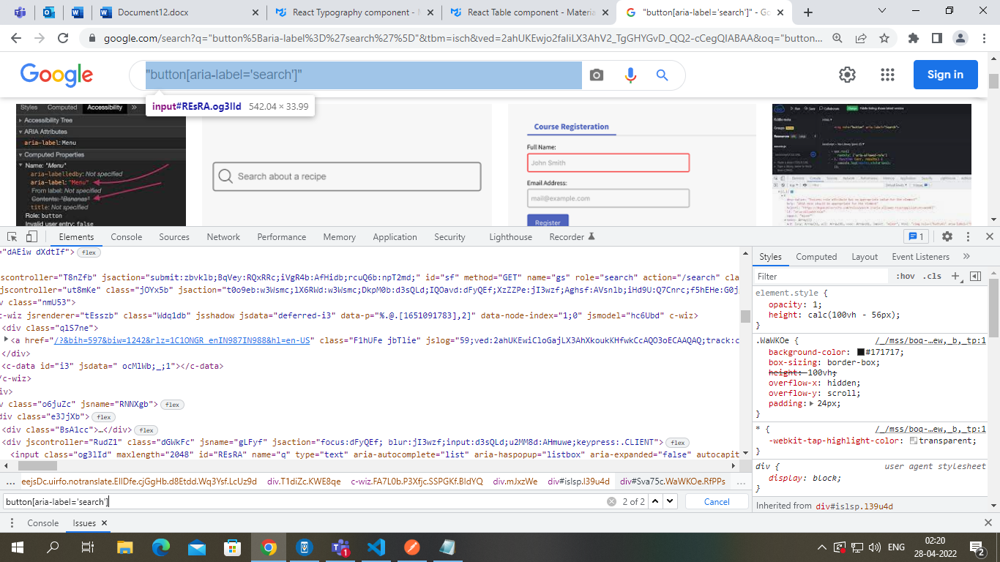 Document12.docx
React Typography component - M
React Table component - Materia
"button[aria-label='search']" - Go
google.com/search?q="button%5Baria-label%3D%27search%27%5D"&tbm=isch&ved=2ahUKEwjo2faliLX3AhV2_TgGHYGvD_QQ2-cCegQIABAA&oq="button...
Google
"button[aria-label='search']"
Sign in
input#REsRA.og3lId 542.04 × 33.99
Styles Computed Accessibility »
Accessibility Tree
ARIA Attributes
aria-label: Menu
Computed Properties
Name: "Menu"
aria-labelledby: Not specified
aria-label: "Menu"
From label: Not specified
Contents: "Bananas"
title: Not specified
Role: button
Invalid user entry: false
Search about a recipe
Course Registeration
Full Name:
John Smith
Email Address:
mail@example.com
Register
Elements Console Sources Network Performance Memory Application Security Lighthouse Recorder
1
="dAEiw dXdtIf"> flex
jscontroller="T8nZfb" jsaction="submit:zbvklb;BqVey:RQxRRc;iVgR4b:AfHidb;rcuQ6b:npT2md;" id="sf" method="GET" name="gs" role="search" action="/search" cla
jscontroller="ut8mKe" class="jOYx5b" jsaction="t0o9eb:w3Wsmc;lX6RWd:w3Wsmc;DkpM0b:d3sQLd;IQOavd:dFyQEf;XzZZPe:jI3wzf;Aghsf:AVsnlb;iHd9U:Q7Cnrc;f5hEHe:G0j
v class="nmU53">
c-wiz jsrenderer="tEsszb" class="Wdq1db" jsshadow jsdata="deferred-i3" data-p="%.@.[1651091783],2]" data-node-index="1;0" jsmodel="hc6Ubd" c-wiz>
<div class="qlS7ne">
<a href="/?&bih=597&biw=1242&rlz=1C1ONGR_enIN987IN988&hl=en-US" class="F1hUFe jbTlie" jslog="59;ved:2ahUKEwiCloGajLX3AhXkoukKHfwkCcAQO3oECAAQAQ;track:c
</div>
<c-data id="i3" jsdata=" ocMlWb;_;1"></c-data>
/c-wiz>
iv>
v class="o6juZc" jsname="RNNXgb"> flex
div class="e3JjXb"> flex
<div class="BsA1cc">…</div> flex
<div jscontroller="RudZ1" class="dGWkFc" jsname="gLFyf" jsaction="focus:dFyQEf; blur:jI3wzf;input:d3sQLd;u2MM8d:AHmuwe;keypress:.CLIENT"> flex
<input class="og3lId" maxlength="2048" id="REsRA" name="q" type="text" aria-autocomplete="list" aria-haspopup="listbox" aria-expanded="false" autocapit
... eejsDc.uirfo.notranslate.EIlDfe.cjGgHb.d8Etdd.Wq3Ysf.LcUz9d div.T1diZc.KWE8qe c-wiz.FA7L0b.P3Xfjc.SSPGKf.BIdYQ div.mJxzWe div#islsp.l39u4d div#Sva75c.WaWKOe.RfPPs ...
button[aria-label='search']
2 of 2
Cancel
Styles Computed Layout Event Listeners »
Filter
:hov .cls
element.style {
opacity: 1;
height: calc(100vh - 56px);
}
.WaWKOe { /_/mss/boq-…ew,_b,_tp:1
background-color: #171717;
box-sizing: border-box;
height: 100vh;
overflow-x: hidden;
overflow-y: scroll;
padding: 24px;
}
* { /_/mss/boq-…ew,_b,_tp:1
-webkit-tap-highlight-color: transparent;
}
div { user agent stylesheet
display: block;
}
Inherited from div#islsp.l39u4d
Console Issues
ENG
02:20
28-04-2022
1
2